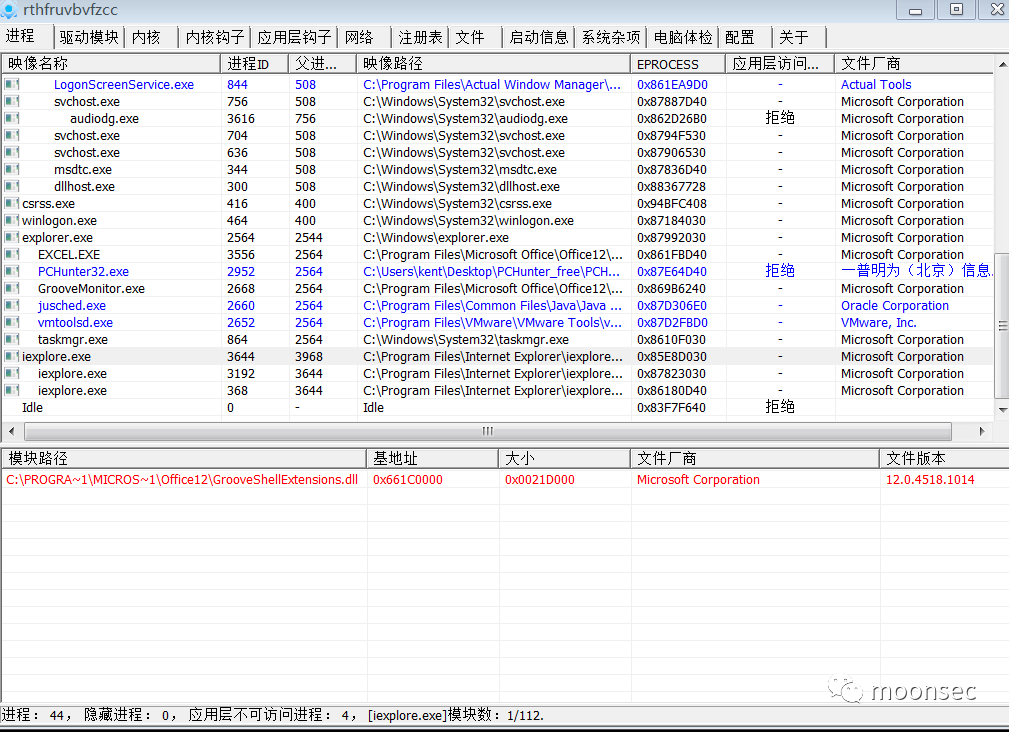 rthfruvbvfzcc
进程 驱动模块 内核 内核钩子 应用层钩子 网络 注册表 文件 启动信息 系统杂项 电脑体检 配置 关于
映像名称 进程ID 父进... 映像路径 EPROCESS 应用层访问... 文件厂商
LogonScreenService.exe 844 508 C:\Program Files\Actual Window Manager\... 0x861EA9D0 - Actual Tools
svchost.exe 756 508 C:\Windows\System32\svchost.exe 0x87887D40 - Microsoft Corporation
audiodg.exe 3616 756 C:\Windows\System32\audiodg.exe 0x862D26B0 拒绝 Microsoft Corporation
svchost.exe 704 508 C:\Windows\System32\svchost.exe 0x8794F530 - Microsoft Corporation
svchost.exe 636 508 C:\Windows\System32\svchost.exe 0x87906530 - Microsoft Corporation
msdtc.exe 344 508 C:\Windows\System32\msdtc.exe 0x87836D40 - Microsoft Corporation
dllhost.exe 300 508 C:\Windows\System32\dllhost.exe 0x88367728 - Microsoft Corporation
csrss.exe 416 400 C:\Windows\System32\csrss.exe 0x94BFC408 - Microsoft Corporation
winlogon.exe 464 400 C:\Windows\System32\winlogon.exe 0x87184030 - Microsoft Corporation
explorer.exe 2564 2544 C:\Windows\explorer.exe 0x87992030 - Microsoft Corporation
EXCEL.EXE 3556 2564 C:\Program Files\Microsoft Office\Office12\... 0x861FBD40 - Microsoft Corporation
PCHunter32.exe 2952 2564 C:\Users\kent\Desktop\PCHunter_free\PCH... 0x87E64D40 拒绝 一普明为（北京）信息...
GrooveMonitor.exe 2668 2564 C:\Program Files\Microsoft Office\Office12\... 0x869B6240 - Microsoft Corporation
jusched.exe 2660 2564 C:\Program Files\Common Files\Java\Java ... 0x87D306E0 - Oracle Corporation
vmtoolsd.exe 2652 2564 C:\Program Files\VMware\VMware Tools\v... 0x87D2FBD0 - VMware, Inc.
taskmgr.exe 864 2564 C:\Windows\System32\taskmgr.exe 0x8610F030 - Microsoft Corporation
iexplore.exe 3644 3968 C:\Program Files\Internet Explorer\iexplore... 0x85E8D030 - Microsoft Corporation
iexplore.exe 3192 3644 C:\Program Files\Internet Explorer\iexplore... 0x87823030 - Microsoft Corporation
iexplore.exe 368 3644 C:\Program Files\Internet Explorer\iexplore... 0x86180D40 - Microsoft Corporation
Idle 0 - Idle 0x83F7F640 拒绝
模块路径 基地址 大小 文件厂商 文件版本
C:\PROGRA~1\MICROS~1\Office12\GrooveShellExtensions.dll 0x661C0000 0x0021D000 Microsoft Corporation 12.0.4518.1014
moonsec
进程：44，隐藏进程：0，应用层不可访问进程：4，[iexplore.exe]模块数：1/112.